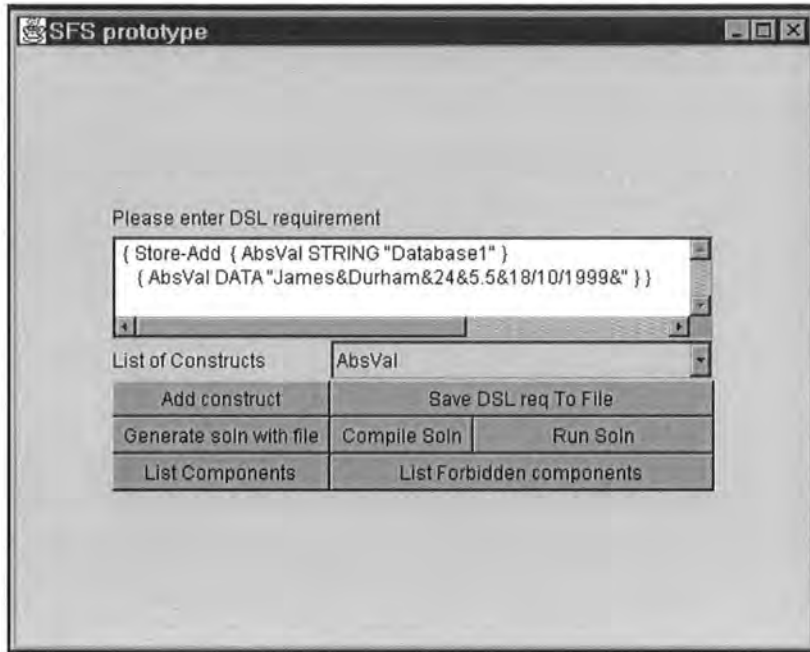 SFS prototype
Please enter DSL requirement
{ Store-Add { AbsVal STRING "Database1" }
{ AbsVal DATA "James&Durham&24&5.5&18/10/1999&" } }
List of Constructs AbsVal
Add construct Save DSL req To File
Generate soln with file Compile Soln Run Soln
List Components List Forbidden components